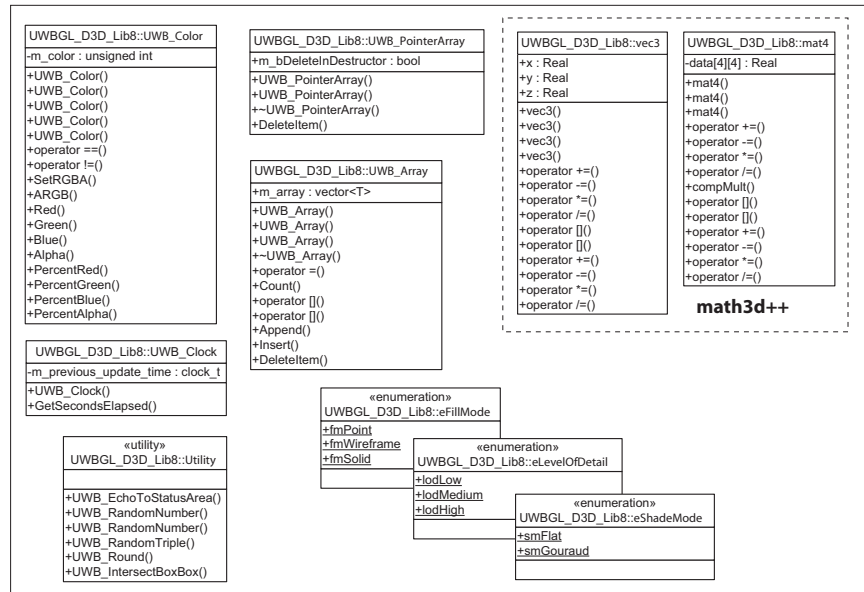 UWBGL_D3D_Lib8::UWB_Color
-m_color : unsigned int
+UWB_Color()
+UWB_Color()
+UWB_Color()
+UWB_Color()
+UWB_Color()
+operator ==()
+operator !=()
+SetRGBA()
+ARGB()
+Red()
+Green()
+Blue()
+Alpha()
+PercentRed()
+PercentGreen()
+PercentBlue()
+PercentAlpha()
UWBGL_D3D_Lib8::UWB_PointerArray
+m_bDeleteInDestructor : bool
+UWB_PointerArray()
+UWB_PointerArray()
+~UWB_PointerArray()
+DeleteItem()
UWBGL_D3D_Lib8::UWB_Array
+m_array : vector<T>
+UWB_Array()
+UWB_Array()
+UWB_Array()
+~UWB_Array()
+operator =()
+Count()
+operator []()
+operator []()
+Append()
+Insert()
+DeleteItem()
UWBGL_D3D_Lib8::vec3
+x : Real
+y : Real
+z : Real
+vec3()
+vec3()
+vec3()
+vec3()
+operator +=()
+operator -=()
+operator *=()
+operator /=()
+operator []()
+operator []()
+operator +=()
+operator -=()
+operator *=()
+operator /=()
UWBGL_D3D_Lib8::mat4
-data[4][4] : Real
+mat4()
+mat4()
+mat4()
+operator +=()
+operator -=()
+operator *=()
+operator /=()
+compMult()
+operator []()
+operator []()
+operator +=()
+operator -=()
+operator *=()
+operator /=()
math3d++
UWBGL_D3D_Lib8::UWB_Clock
-m_previous_update_time : clock_t
+UWB_Clock()
+GetSecondsElapsed()
«utility»
UWBGL_D3D_Lib8::Utility
+UWB_EchoToStatusArea()
+UWB_RandomNumber()
+UWB_RandomNumber()
+UWB_RandomTriple()
+UWB_Round()
+UWB_IntersectBoxBox()
«enumeration»
UWBGL_D3D_Lib8::eFillMode
+fmPoint
+fmWireframe
+fmSolid
«enumeration»
UWBGL_D3D_Lib8::eLevelOfDetail
+lodLow
+lodMedium
+lodHigh
«enumeration»
UWBGL_D3D_Lib8::eShadeMode
+smFlat
+smGouraud